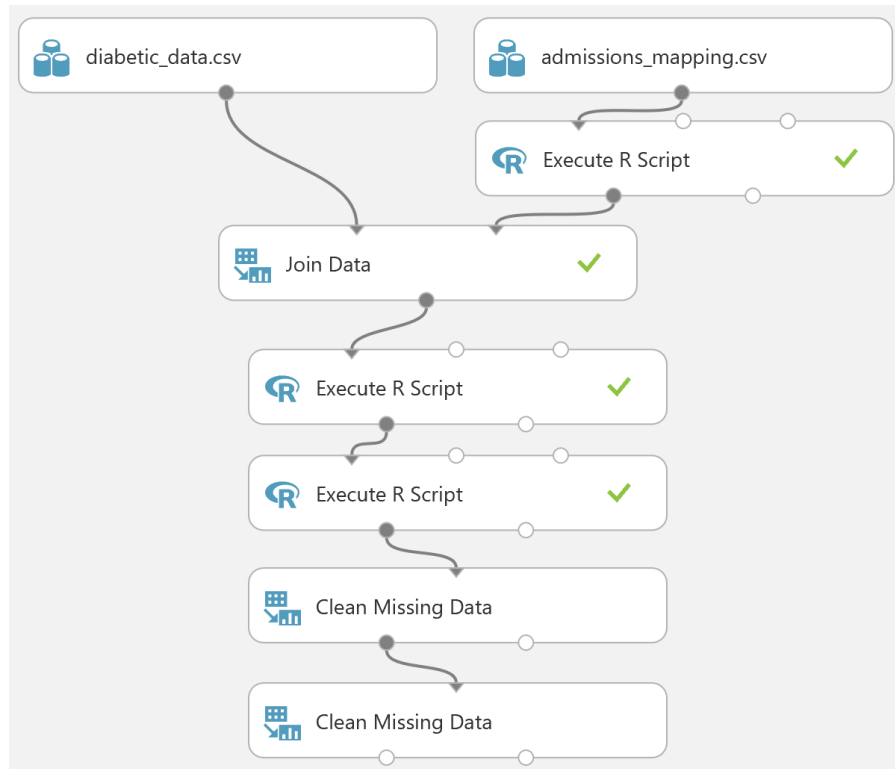 diabetic_data.csv
admissions_mapping.csv
R Execute R Script
Join Data
R Execute R Script
R Execute R Script
Clean Missing Data
Clean Missing Data